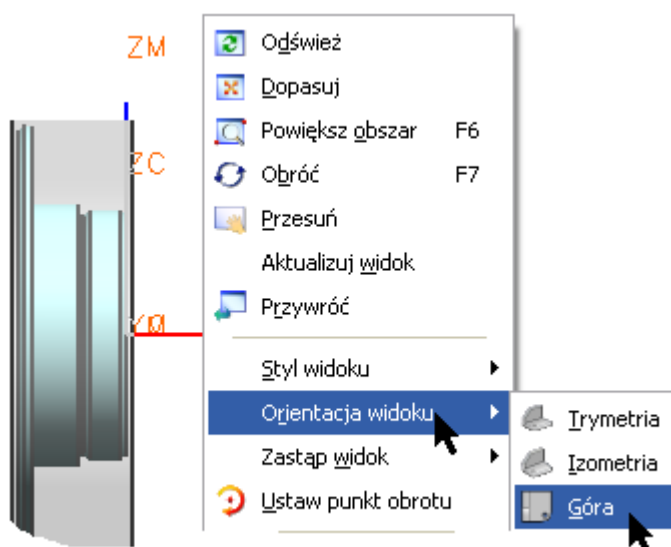 ZM
ZC
Odśwież
Dopasuj
Powiększ obszar F6
Obróć F7
Przesuń
Aktualizuj widok
Przywróć
Styl widoku
Orientacja widoku
Zastąp widok
Ustaw punkt obrotu
Trymetria
Izometria
Góra